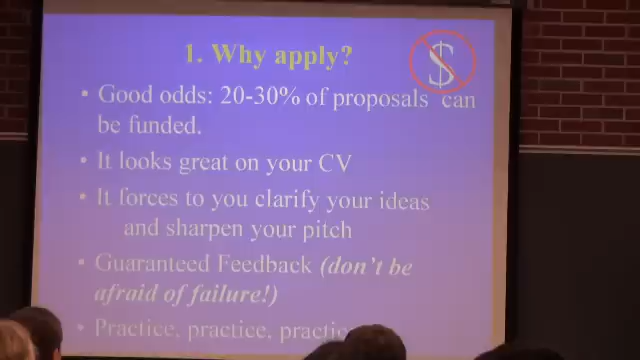 1. Why apply?
$
▪ Good odds: 20-30% of proposals can
be funded.
▪ It looks great on your CV
▪ It forces to you clarify your ideas
and sharpen your pitch
▪ Guaranteed Feedback (don't be
afraid of failure!)
▪ Practice, practice,